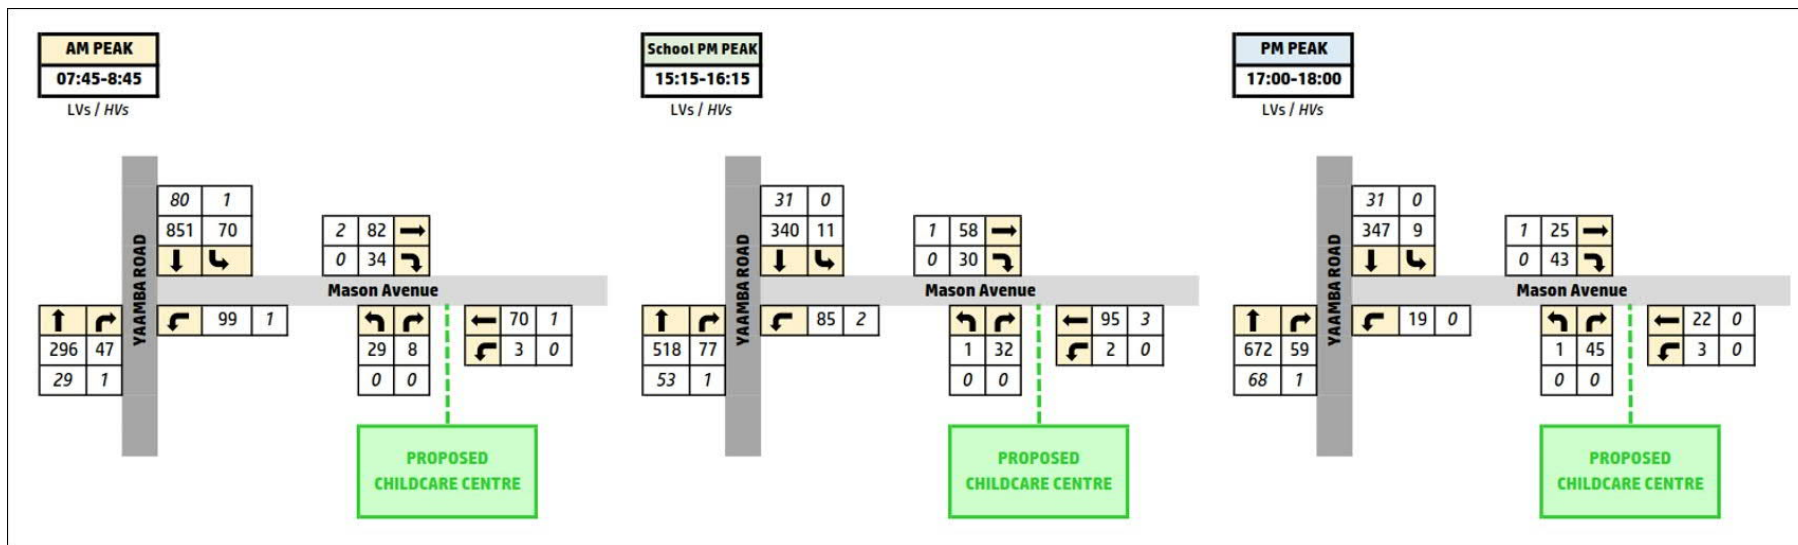 AM PEAK
07:45-8:45
LVs / HVs
80 1
851 70
2 82
0 34
YAAMBA ROAD
Mason Avenue
99 1
296 47
29 1
29 8
0 0
70 1
3 0
PROPOSED
CHILDCARE CENTRE
School PM PEAK
15:15-16:15
LVs / HVs
31 0
340 11
1 58
0 30
YAAMBA ROAD
Mason Avenue
85 2
518 77
53 1
1 32
0 0
95 3
2 0
PROPOSED
CHILDCARE CENTRE
PM PEAK
17:00-18:00
LVs / HVs
31 0
347 9
1 25
0 43
YAAMBA ROAD
Mason Avenue
19 0
672 59
68 1
1 45
0 0
22 0
3 0
PROPOSED
CHILDCARE CENTRE